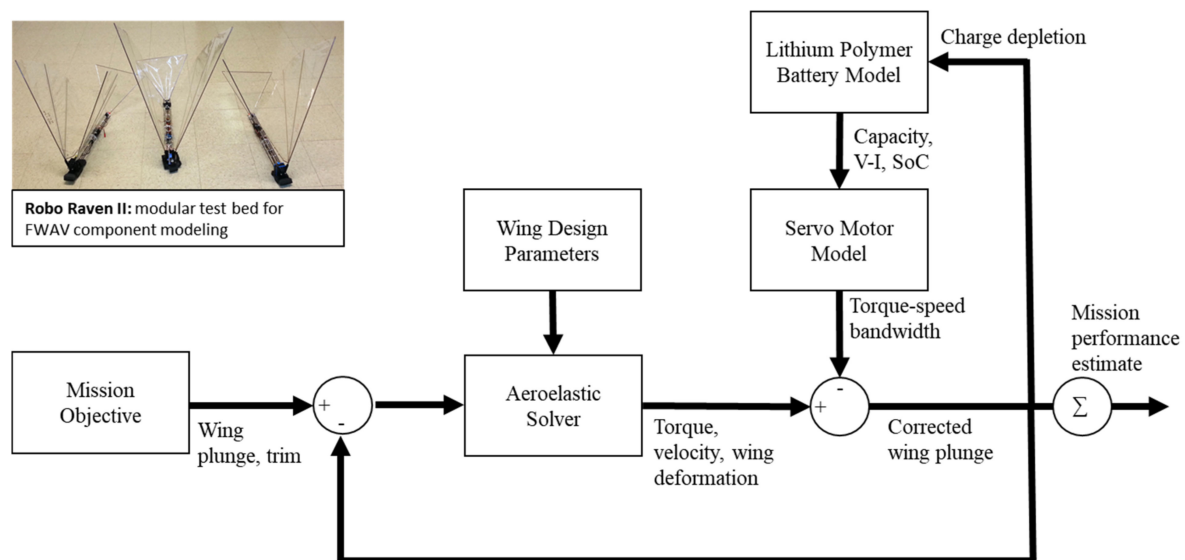 Robo Raven II: modular test bed for
FWAV component modeling
Lithium Polymer
Battery Model
Charge depletion
Capacity,
V-I, SoC
Wing Design
Parameters
Servo Motor
Model
Torque-speed
bandwidth
Mission
performance
estimate
Mission
Objective
Wing
plunge, trim
+
-
Aeroelastic
Solver
Torque,
velocity, wing
deformation
-
+
Corrected
wing plunge
Σ